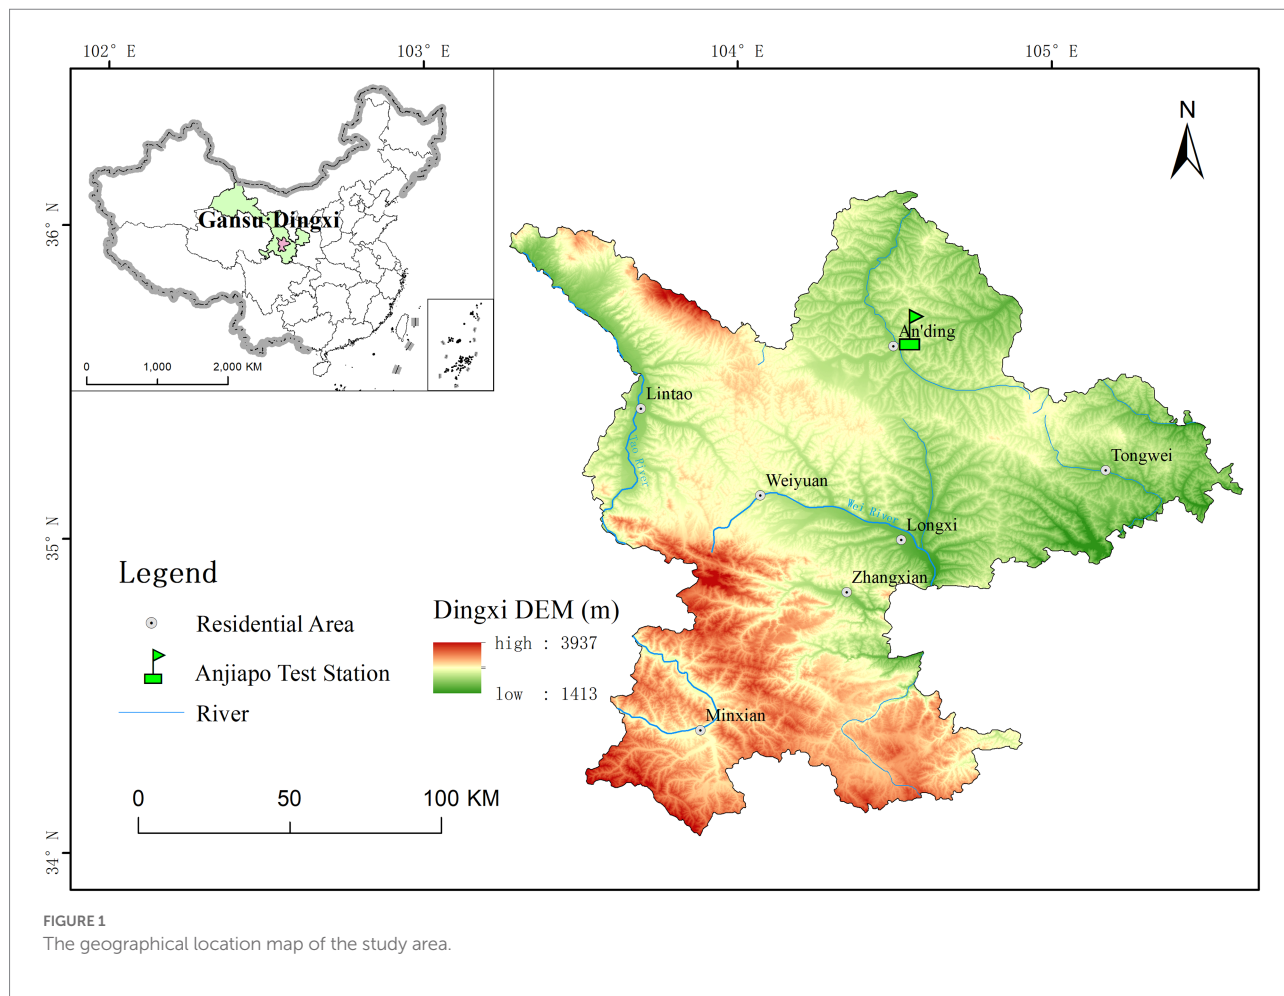 102° E
103° E
104° E
105° E
36° N
35° N
34° N
N
Gansu Dingxi
0
1,000
2,000 KM
An'ding
Lintao
Tao River
Tongwei
Weiyuan
Wei River
Longxi
Zhangxian
Minxian
Legend
Residential Area
Anjiapo Test Station
River
Dingxi DEM (m)
high : 3937
low : 1413
0
50
100 KM
FIGURE 1
The geographical location map of the study area.